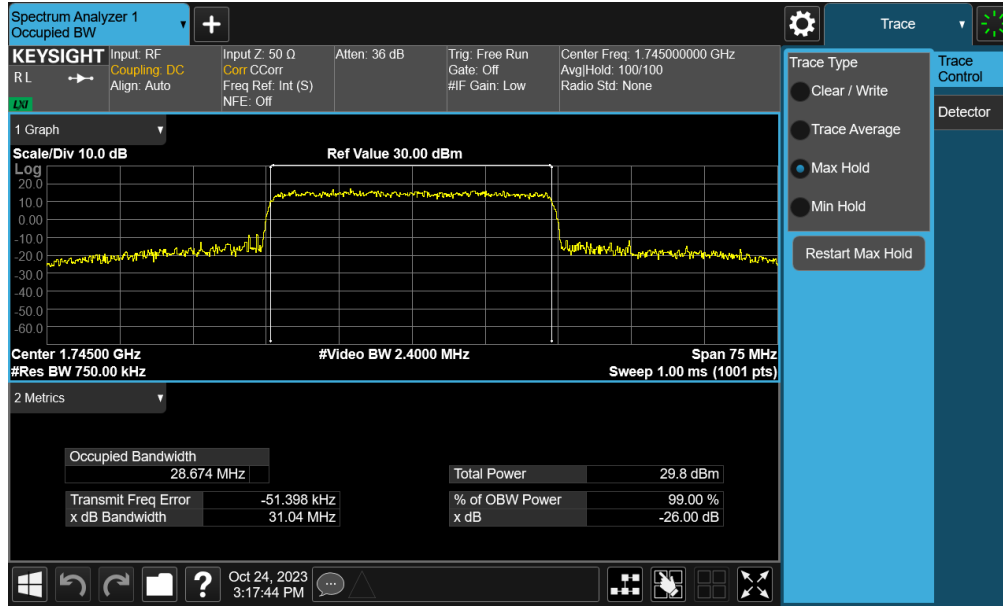 Spectrum Analyzer 1
Occupied BW
+
Trace
KEYSIGHT
R L
LXI
Input: RF
Coupling: DC
Align: Auto
Input Z: 50 Ω
Corr CCorr
Freq Ref: Int (S)
NFE: Off
Atten: 36 dB
Trig: Free Run
Gate: Off
#IF Gain: Low
Center Freq: 1.745000000 GHz
Avg|Hold: 100/100
Radio Std: None
Trace Type
Clear / Write
Trace Average
Max Hold
Min Hold
Restart Max Hold
Trace
Control
Detector
1 Graph
Scale/Div 10.0 dB
Ref Value 30.00 dBm
Log
20.0
10.0
0.00
-10.0
-20.0
-30.0
-40.0
-50.0
-60.0
Center 1.74500 GHz
#Video BW 2.4000 MHz
Span 75 MHz
#Res BW 750.00 kHz
Sweep 1.00 ms (1001 pts)
2 Metrics
Occupied Bandwidth
28.674 MHz
Total Power 29.8 dBm
Transmit Freq Error -51.398 kHz
% of OBW Power 99.00 %
x dB Bandwidth 31.04 MHz
x dB -26.00 dB
?
Oct 24, 2023
3:17:44 PM